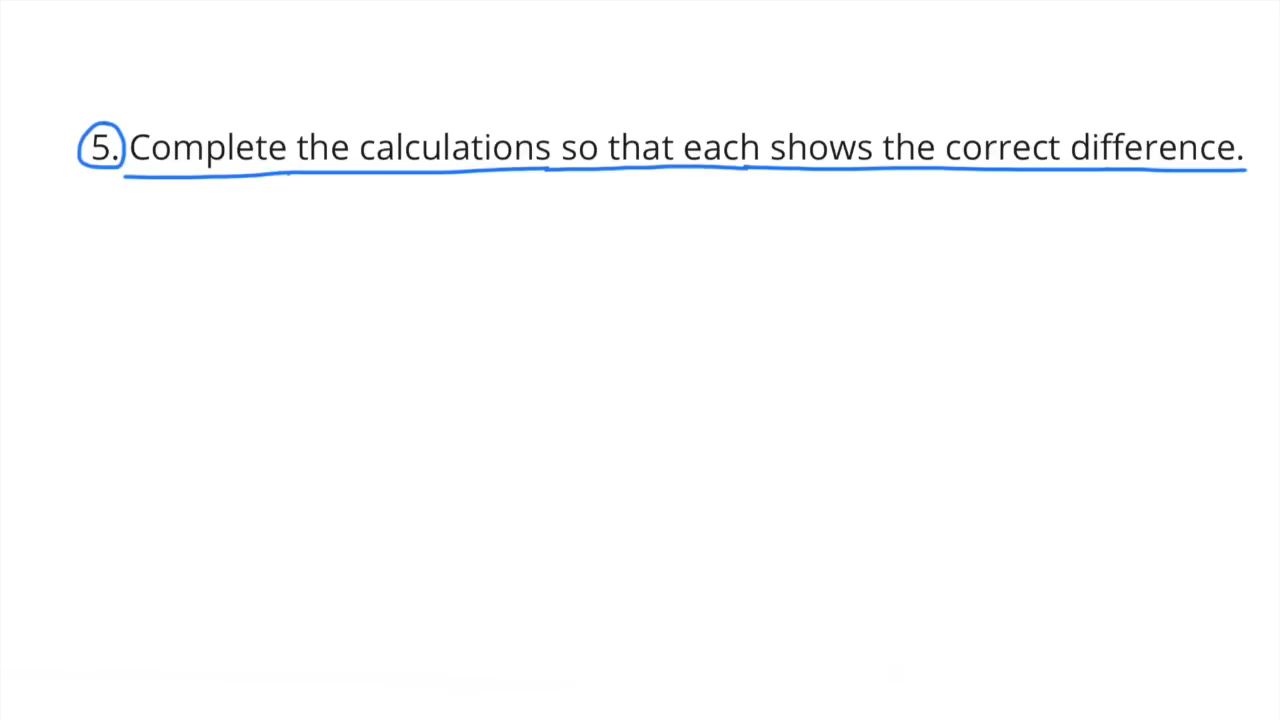 5. Complete the calculations so that each shows the correct difference.